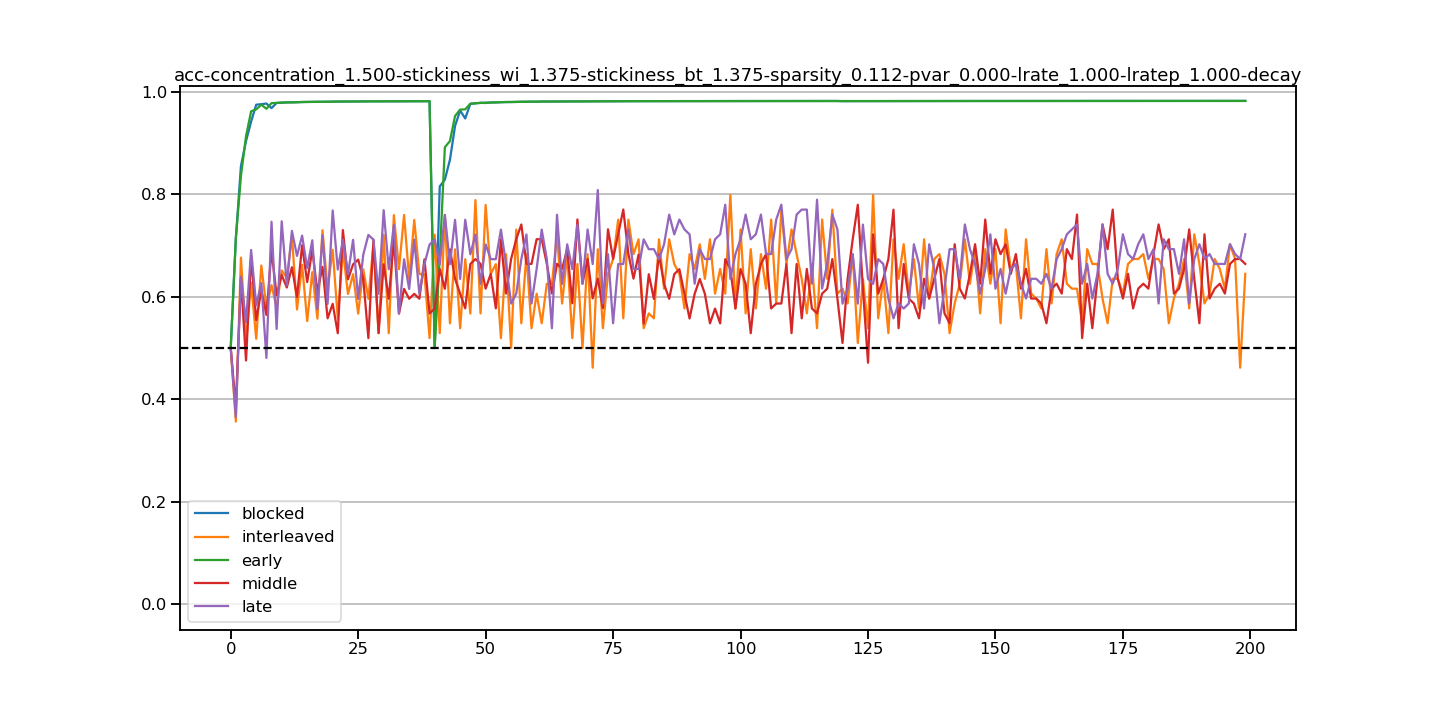 acc-concentration_1.500-stickiness_wi_1.375-stickiness_bt_1.375-sparsity_0.112-pvar_0.000-lrate_1.000-lratep_1.000-decay
1.0
0.8
0.6
0.4
0.2
0.0
blocked
interleaved
early
middle
late
0 25 50 75 100 125 150 175 200